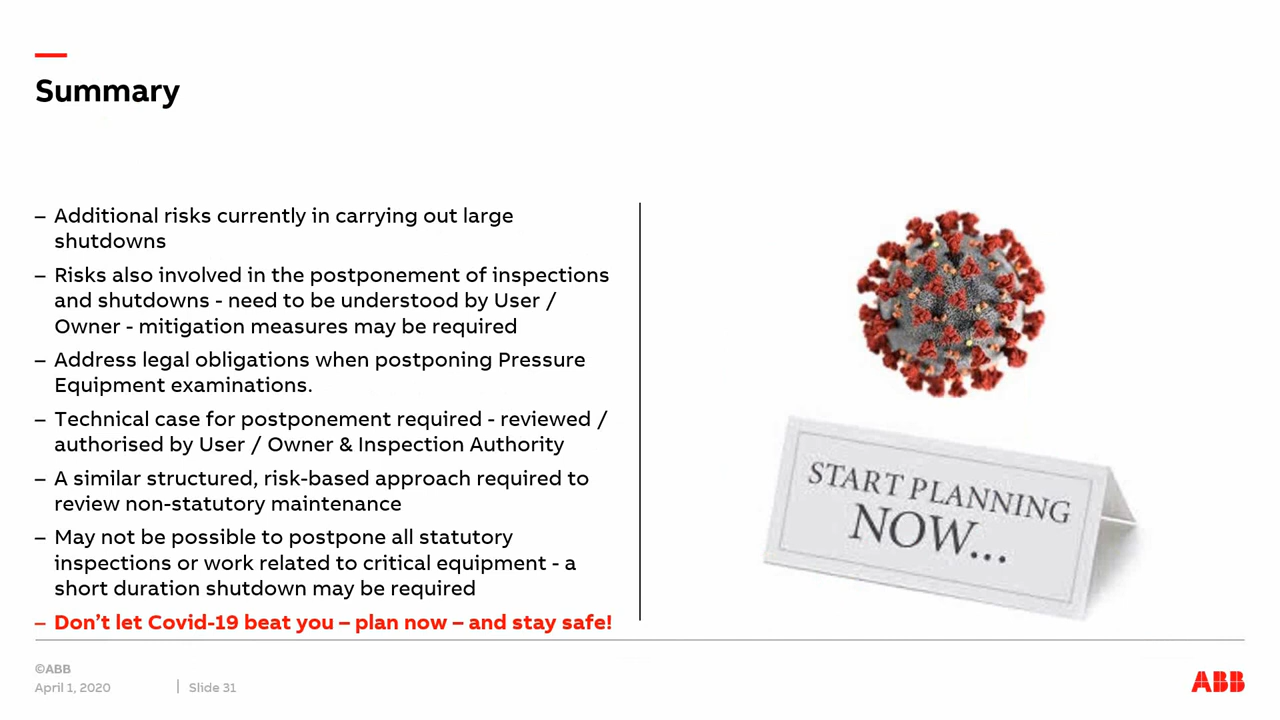 Summary
– Additional risks currently in carrying out large
shutdowns
– Risks also involved in the postponement of inspections
and shutdowns - need to be understood by User /
Owner - mitigation measures may be required
– Address legal obligations when postponing Pressure
Equipment examinations.
– Technical case for postponement required - reviewed /
authorised by User / Owner & Inspection Authority
– A similar structured, risk-based approach required to
review non-statutory maintenance
– May not be possible to postpone all statutory
inspections or work related to critical equipment - a
short duration shutdown may be required
– Don’t let Covid-19 beat you – plan now – and stay safe!
START PLANNING
NOW...
©ABB
April 1, 2020 | Slide 31
ABB